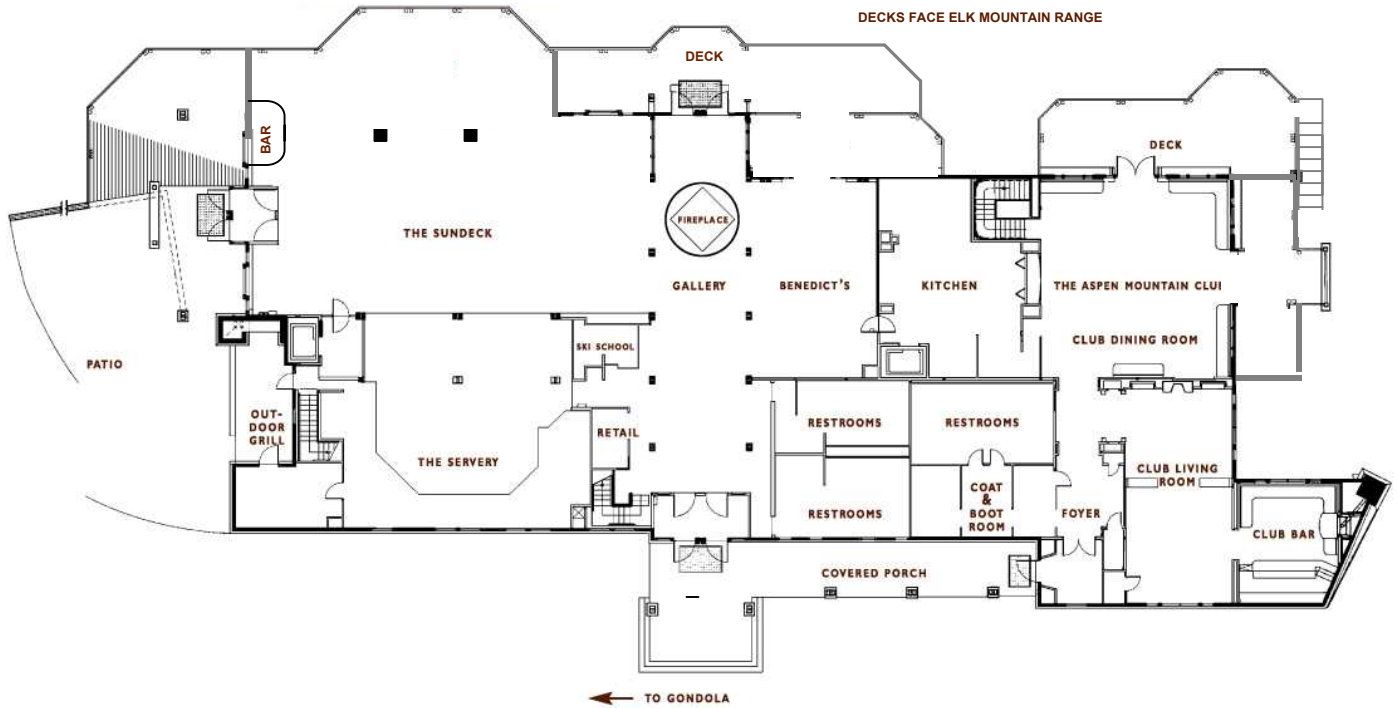 DECKS FACE ELK MOUNTAIN RANGE
DECK
BAR
DECK
FIREPLACE
THE SUNDECK
GALLERY
BENEDICT'S
KITCHEN
THE ASPEN MOUNTAIN CLUI
CLUB DINING ROOM
SKI SCHOOL
PATIO
OUT-
DOOR
GRILL
THE SERVERY
RETAIL
RESTROOMS
RESTROOMS
RESTROOMS
COAT
&
BOOT
ROOM
FOYER
CLUB LIVING
ROOM
CLUB BAR
COVERED PORCH
TO GONDOLA